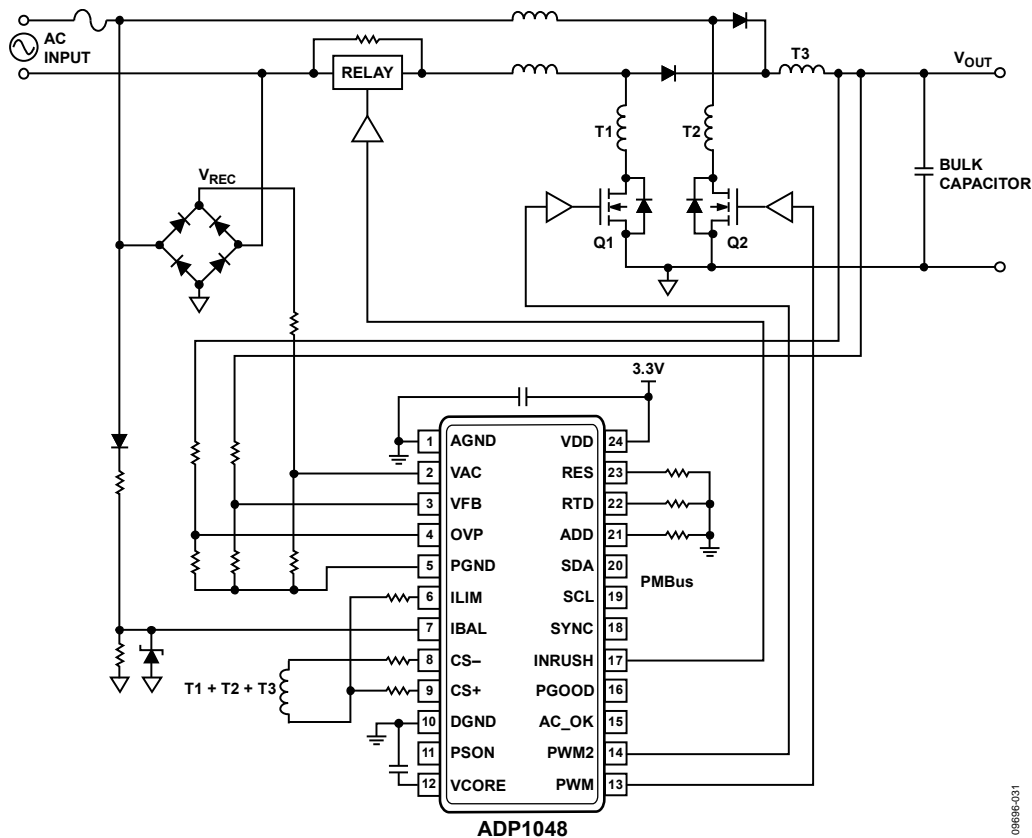 AC
INPUT
RELAY
T3
VOUT
T1
T2
BULK
CAPACITOR
VREC
Q1
Q2
3.3V
1 AGND
VDD 24
2 VAC
RES 23
3 VFB
RTD 22
4 OVP
ADD 21
5 PGND
SDA 20
PMBus
6 ILIM
SCL 19
7 IBAL
SYNC 18
8 CS–
INRUSH 17
T1 + T2 + T3
9 CS+
PGOOD 16
10 DGND
AC_OK 15
11 PSON
PWM2 14
12 VCORE
PWM 13
ADP1048
09696-031